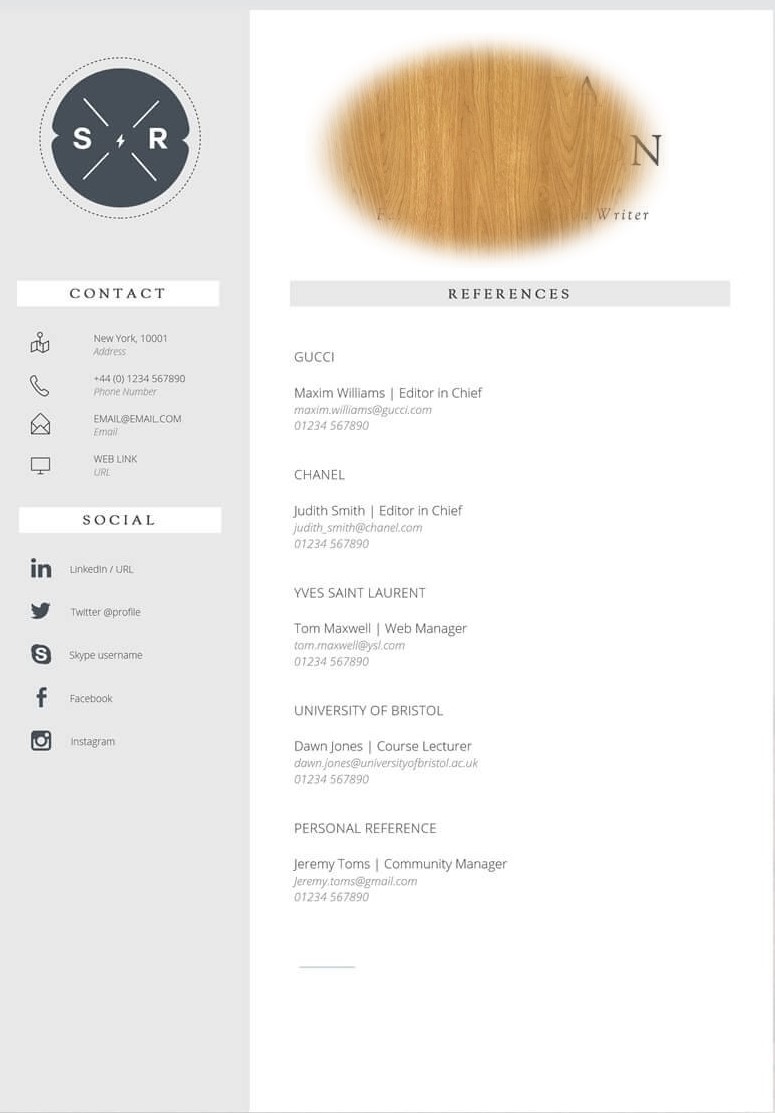 S R
A
N
Writer
CONTACT
New York, 10001
Address
+44 (0) 1234 567890
Phone Number
EMAIL@EMAIL.COM
Email
WEB LINK
URL
SOCIAL
LinkedIn / URL
Twitter @profile
Skype username
Facebook
Instagram
REFERENCES
GUCCI
Maxim Williams | Editor in Chief
maxim.williams@gucci.com
01234 567890
CHANEL
Judith Smith | Editor in Chief
judith_smith@chanel.com
01234 567890
YVES SAINT LAURENT
Tom Maxwell | Web Manager
tom.maxwell@ysl.com
01234 567890
UNIVERSITY OF BRISTOL
Dawn Jones | Course Lecturer
dawn.jones@universityofbristol.ac.uk
01234 567890
PERSONAL REFERENCE
Jeremy Toms | Community Manager
Jeremy.toms@gmail.com
01234 567890